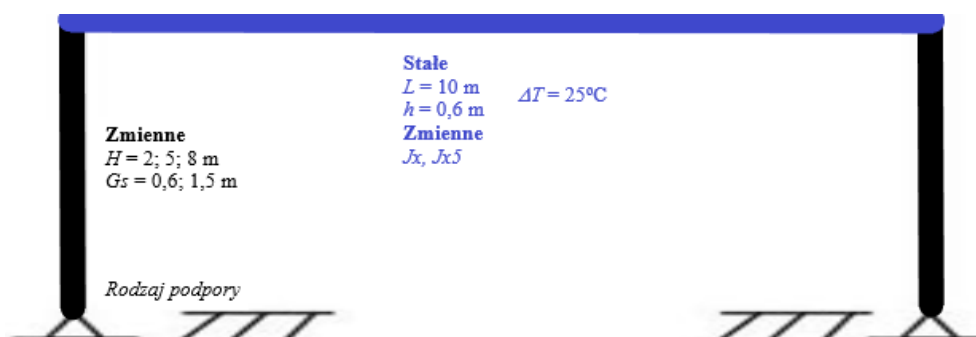 Stałe
L = 10 m
h = 0,6 m
ΔT = 25⁰C
Zmienne
Jx, Jx5
Zmienne
H = 2; 5; 8 m
Gs = 0,6; 1,5 m
Rodzaj podpory